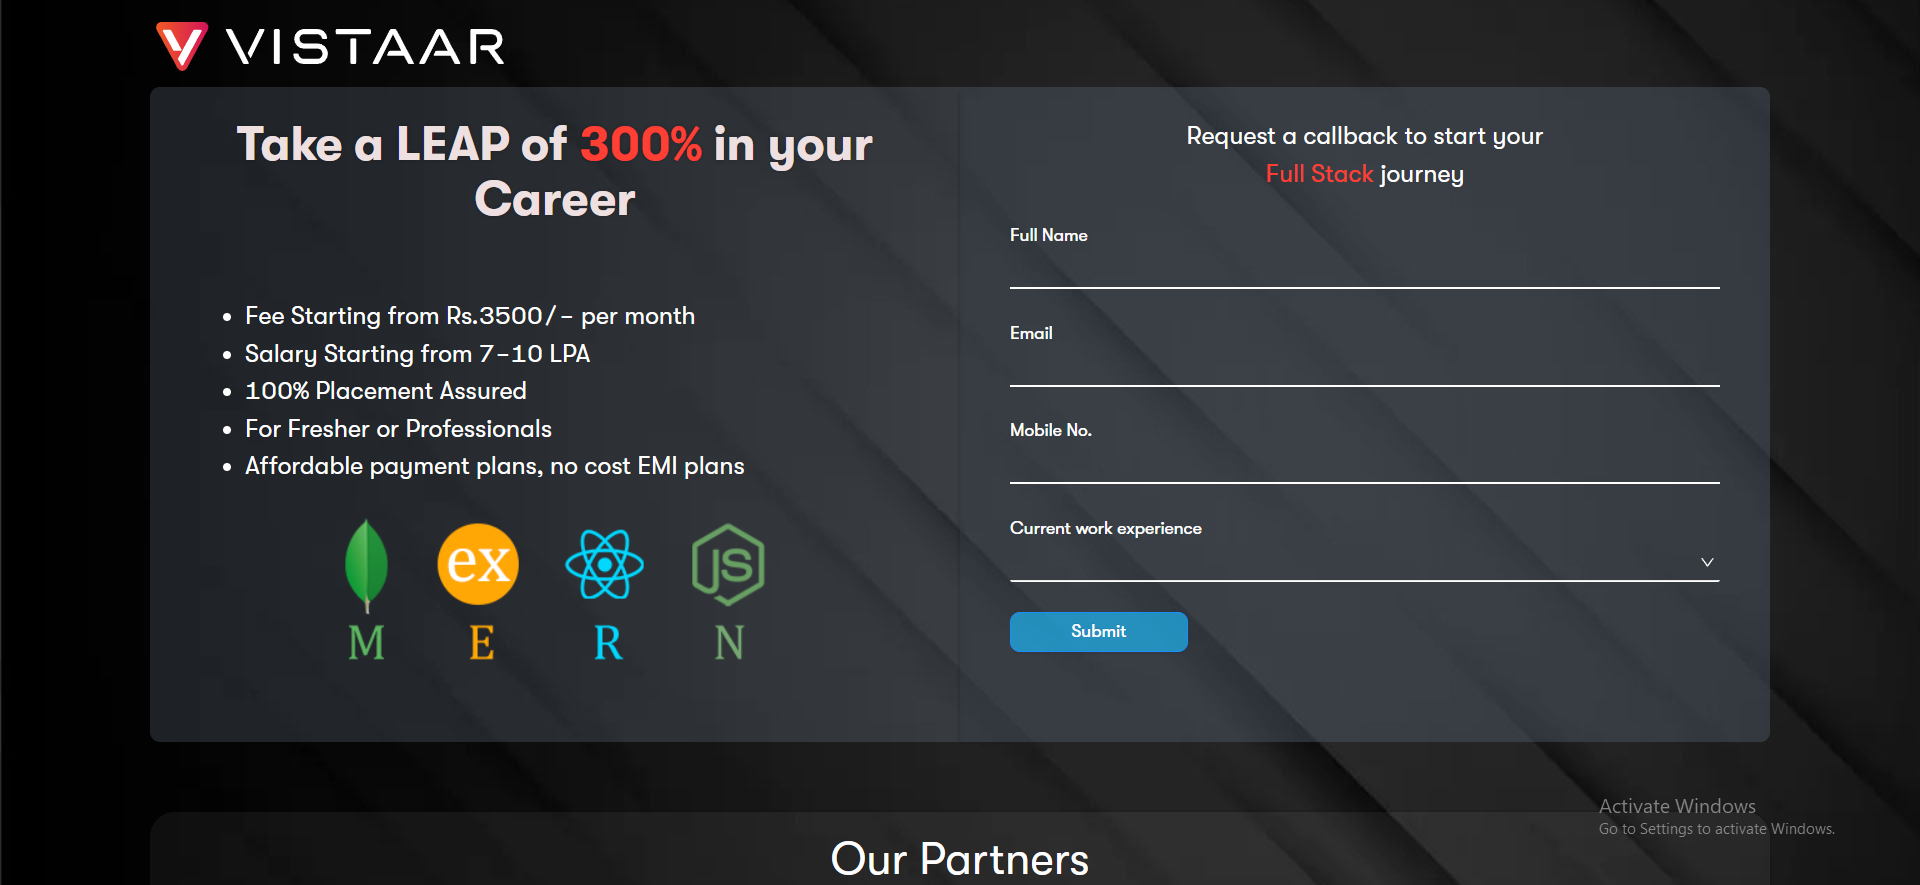 VISTAAR
Take a LEAP of 300% in your
Career
Fee Starting from Rs.3500/- per month
Salary Starting from 7-10 LPA
100% Placement Assured
For Fresher or Professionals
Affordable payment plans, no cost EMI plans
ex
JS
M E R N
Request a callback to start your
Full Stack journey
Full Name
Email
Mobile No.
Current work experience
Submit
Activate Windows
Go to Settings to activate Windows.
Our Partners